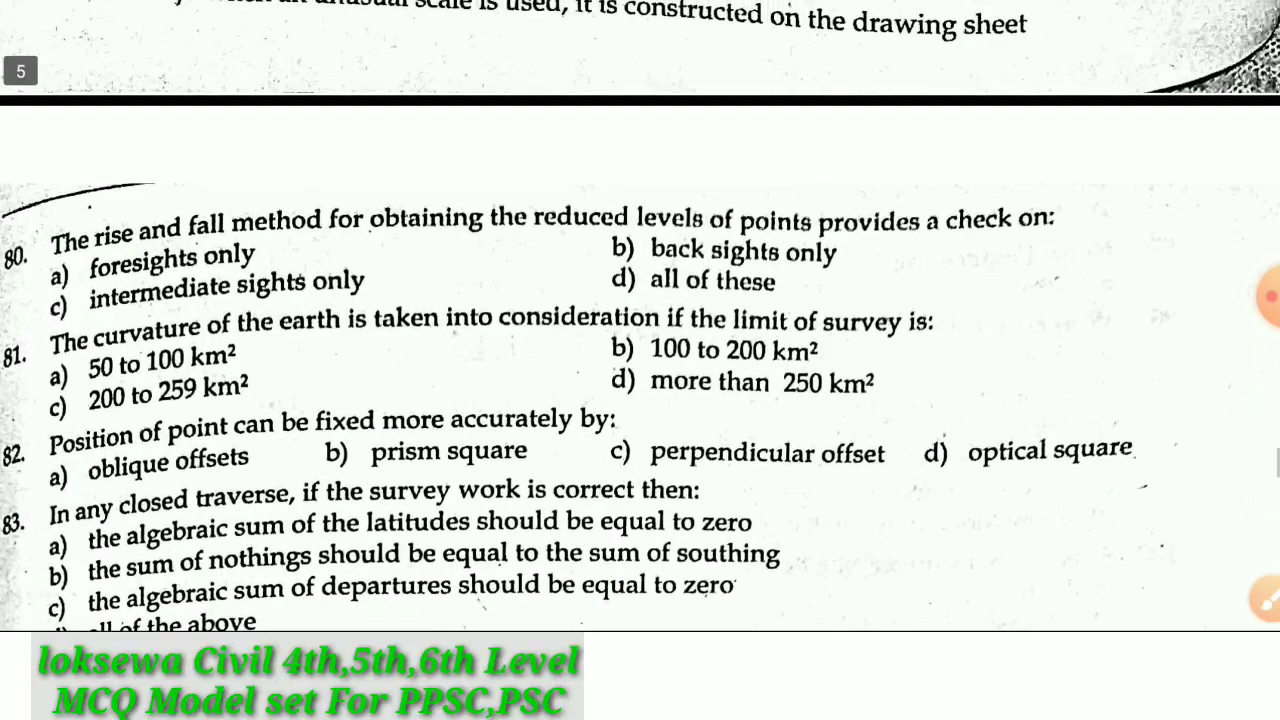 scale is used, it is constructed on the drawing sheet
5
80. The rise and fall method for obtaining the reduced levels of points provides a check on:
a) foresights only b) back sights only
c) intermediate sights only d) all of these
81. The curvature of the earth is taken into consideration if the limit of survey is:
a) 50 to 100 km² b) 100 to 200 km²
c) 200 to 259 km² d) more than 250 km²
82. Position of point can be fixed more accurately by:
a) oblique offsets b) prism square c) perpendicular offset d) optical square
83. In any closed traverse, if the survey work is correct then:
a) the algebraic sum of the latitudes should be equal to zero
b) the sum of nothings should be equal to the sum of southing
c) the algebraic sum of departures should be equal to zero
all of the above
loksewa Civil 4th,5th,6th Level
MCQ Model set For PPSC,PSC